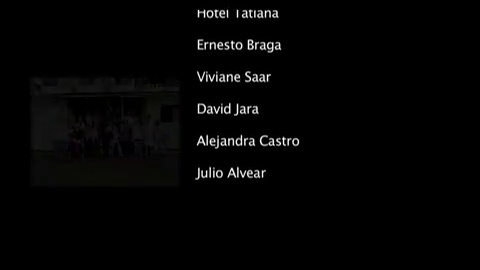 Hotel Tatiana
Ernesto Braga
Viviane Saar
David Jara
Alejandra Castro
Julio Alvear